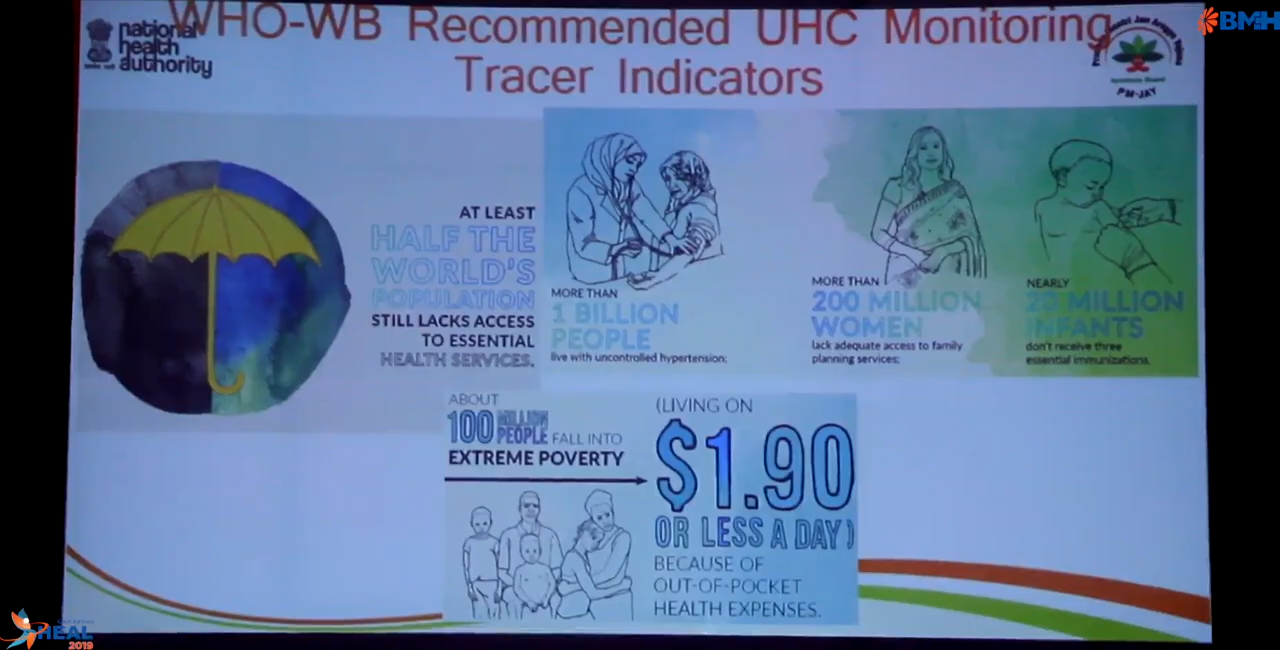 WHO-WB Recommended UHC Monitoring
Tracer Indicators
national
health
authority
PM-JAY
BMH
AT LEAST
HALF THE
WORLD'S
POPULATION
STILL LACKS ACCESS
TO ESSENTIAL
HEALTH SERVICES.
MORE THAN
1 BILLION
PEOPLE
live with uncontrolled hypertension;
MORE THAN
200 MILLION
WOMEN
lack adequate access to family
planning services;
NEARLY
20 MILLION
INFANTS
don't receive three
essential immunizations.
ABOUT
100 MILLION
PEOPLE FALL INTO
EXTREME POVERTY
(LIVING ON
$1.90
OR LESS A DAY)
BECAUSE OF
OUT-OF-POCKET
HEALTH EXPENSES.
HEAL
2019